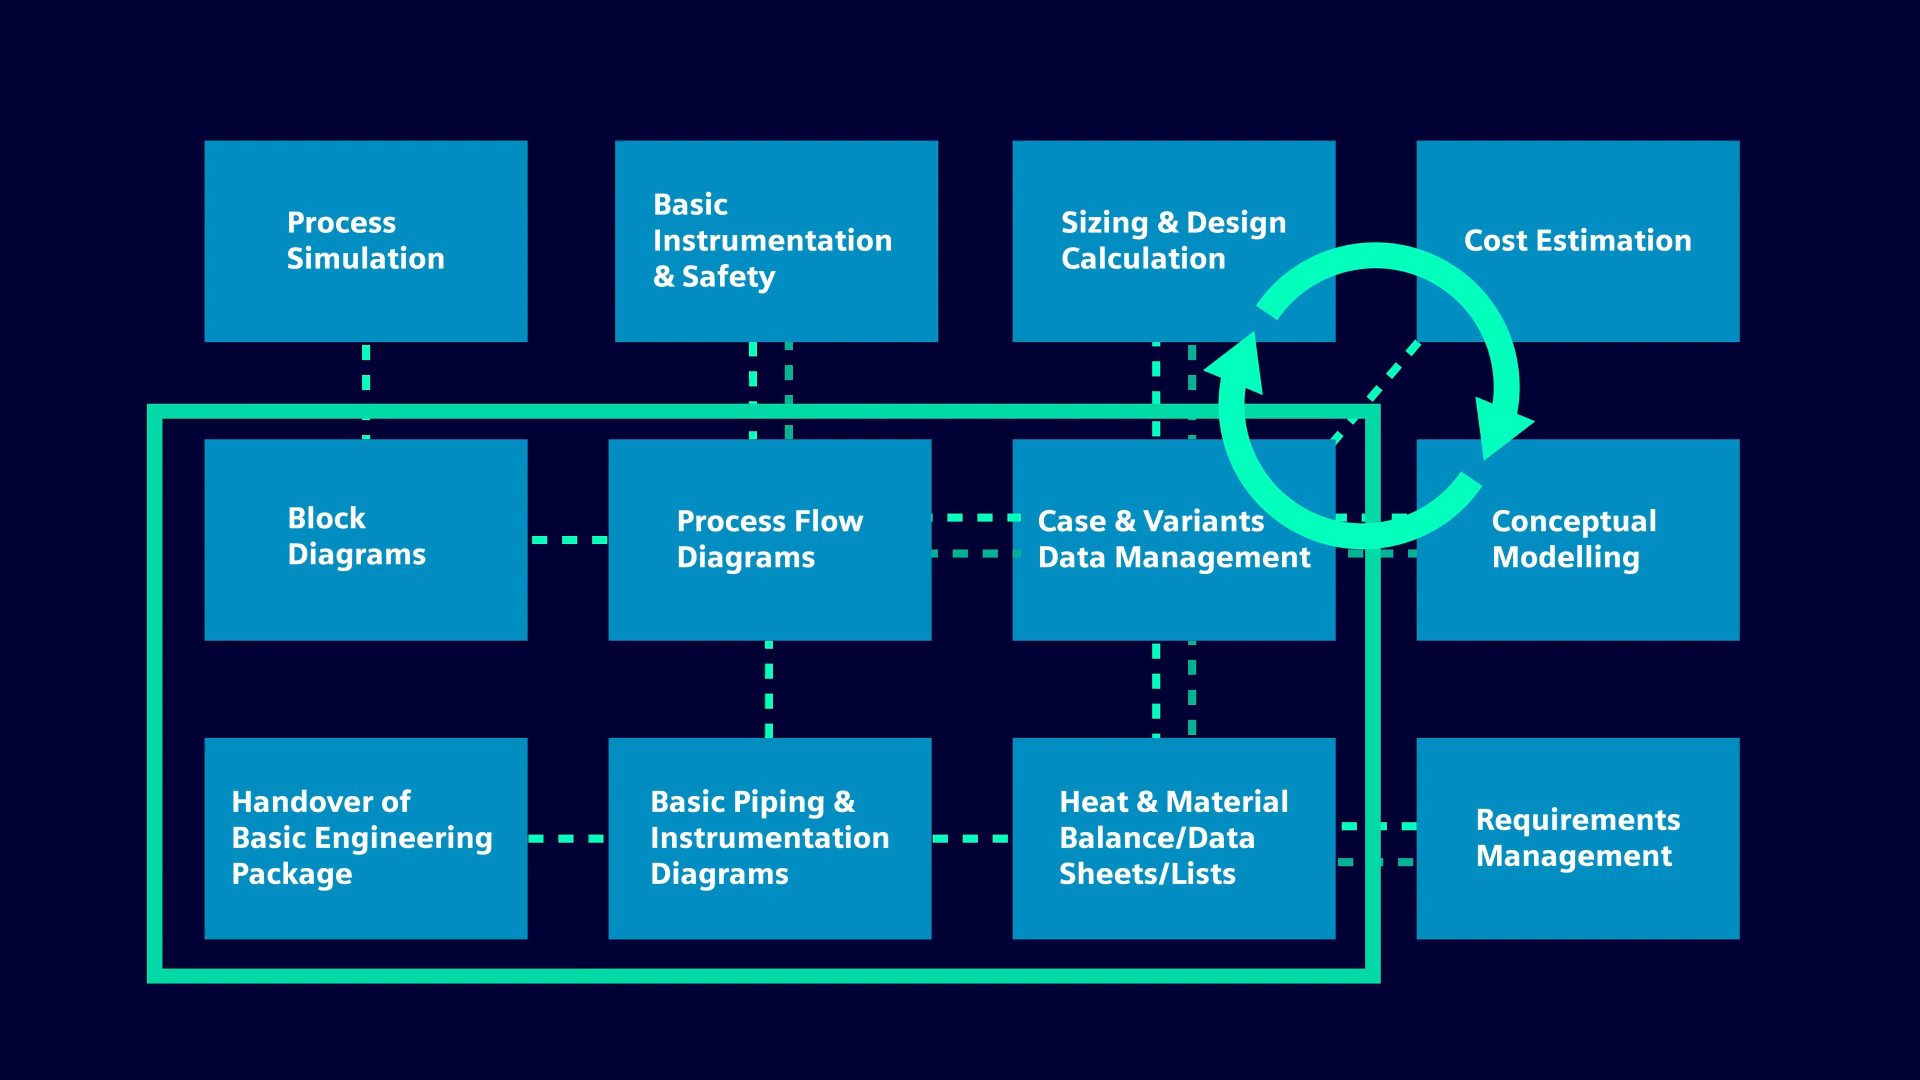 Process
Simulation
Basic
Instrumentation
& Safety
Sizing & Design
Calculation
Cost Estimation
Block
Diagrams
Process Flow
Diagrams
Case & Variants
Data Management
Conceptual
Modelling
Handover of
Basic Engineering
Package
Basic Piping &
Instrumentation
Diagrams
Heat & Material
Balance/Data
Sheets/Lists
Requirements
Management